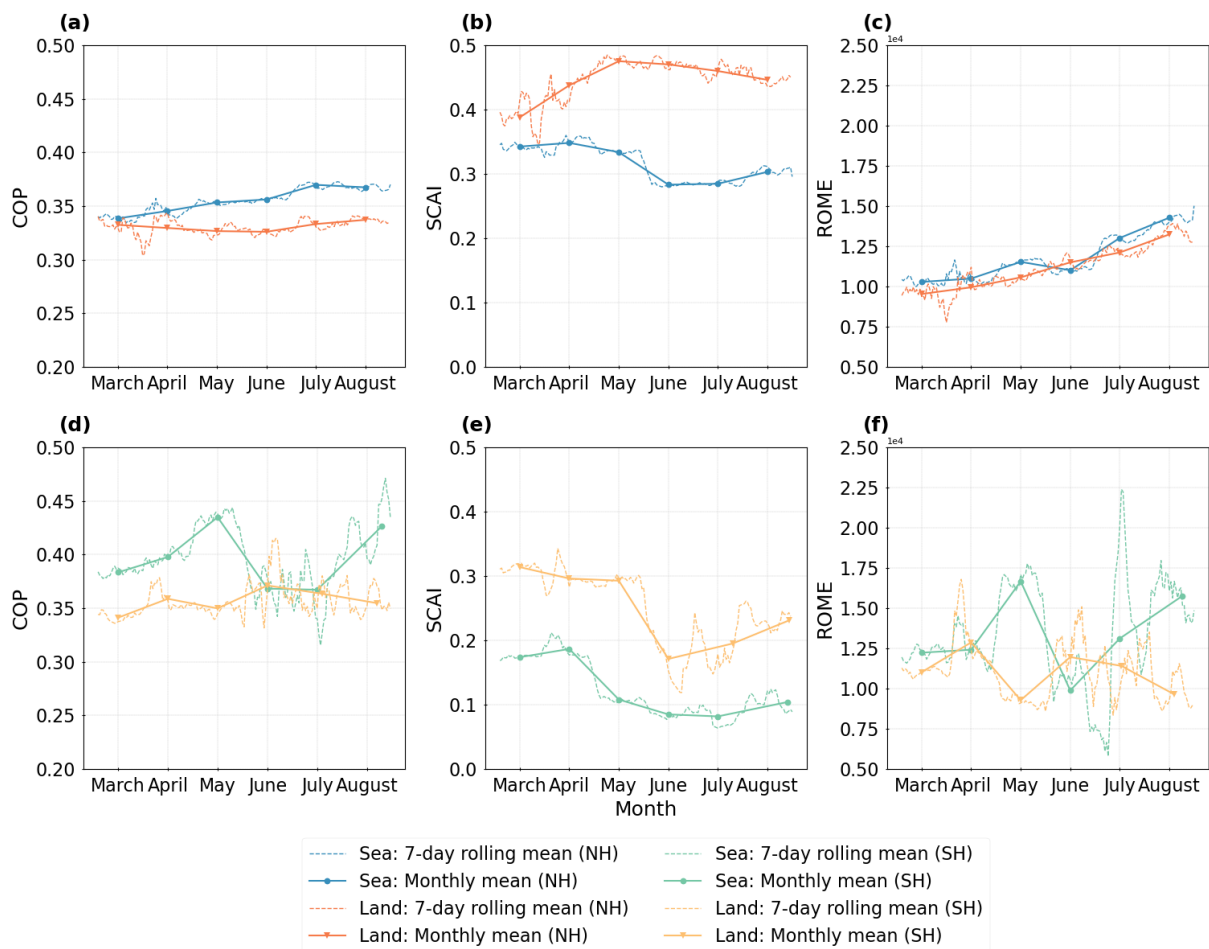 (a)
(b)
(c)
1e4
0.50
0.45
0.40
0.35
0.30
0.25
0.20
COP
March April May June July August
0.5
0.4
0.3
0.2
0.1
0.0
SCAI
March April May June July August
2.50
2.25
2.00
1.75
1.50
1.25
1.00
0.75
0.50
ROME
March April May June July August
(d)
(e)
(f)
1e4
0.50
0.45
0.40
0.35
0.30
0.25
0.20
COP
March April May June July August
0.5
0.4
0.3
0.2
0.1
0.0
SCAI
March April May June July August
Month
2.50
2.25
2.00
1.75
1.50
1.25
1.00
0.75
0.50
ROME
March April May June July August
Sea: 7-day rolling mean (NH)
Sea: Monthly mean (NH)
Land: 7-day rolling mean (NH)
Land: Monthly mean (NH)
Sea: 7-day rolling mean (SH)
Sea: Monthly mean (SH)
Land: 7-day rolling mean (SH)
Land: Monthly mean (SH)